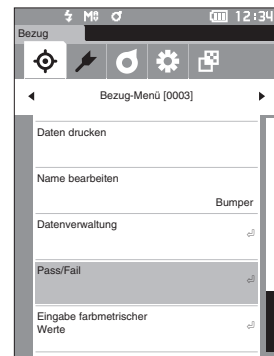 12:34
Bezug
Bezug-Menü [0003]
Daten drucken
Name bearbeiten
Bumper
Datenverwaltung
Pass/Fail
Eingabe farbmetrischer
Werte